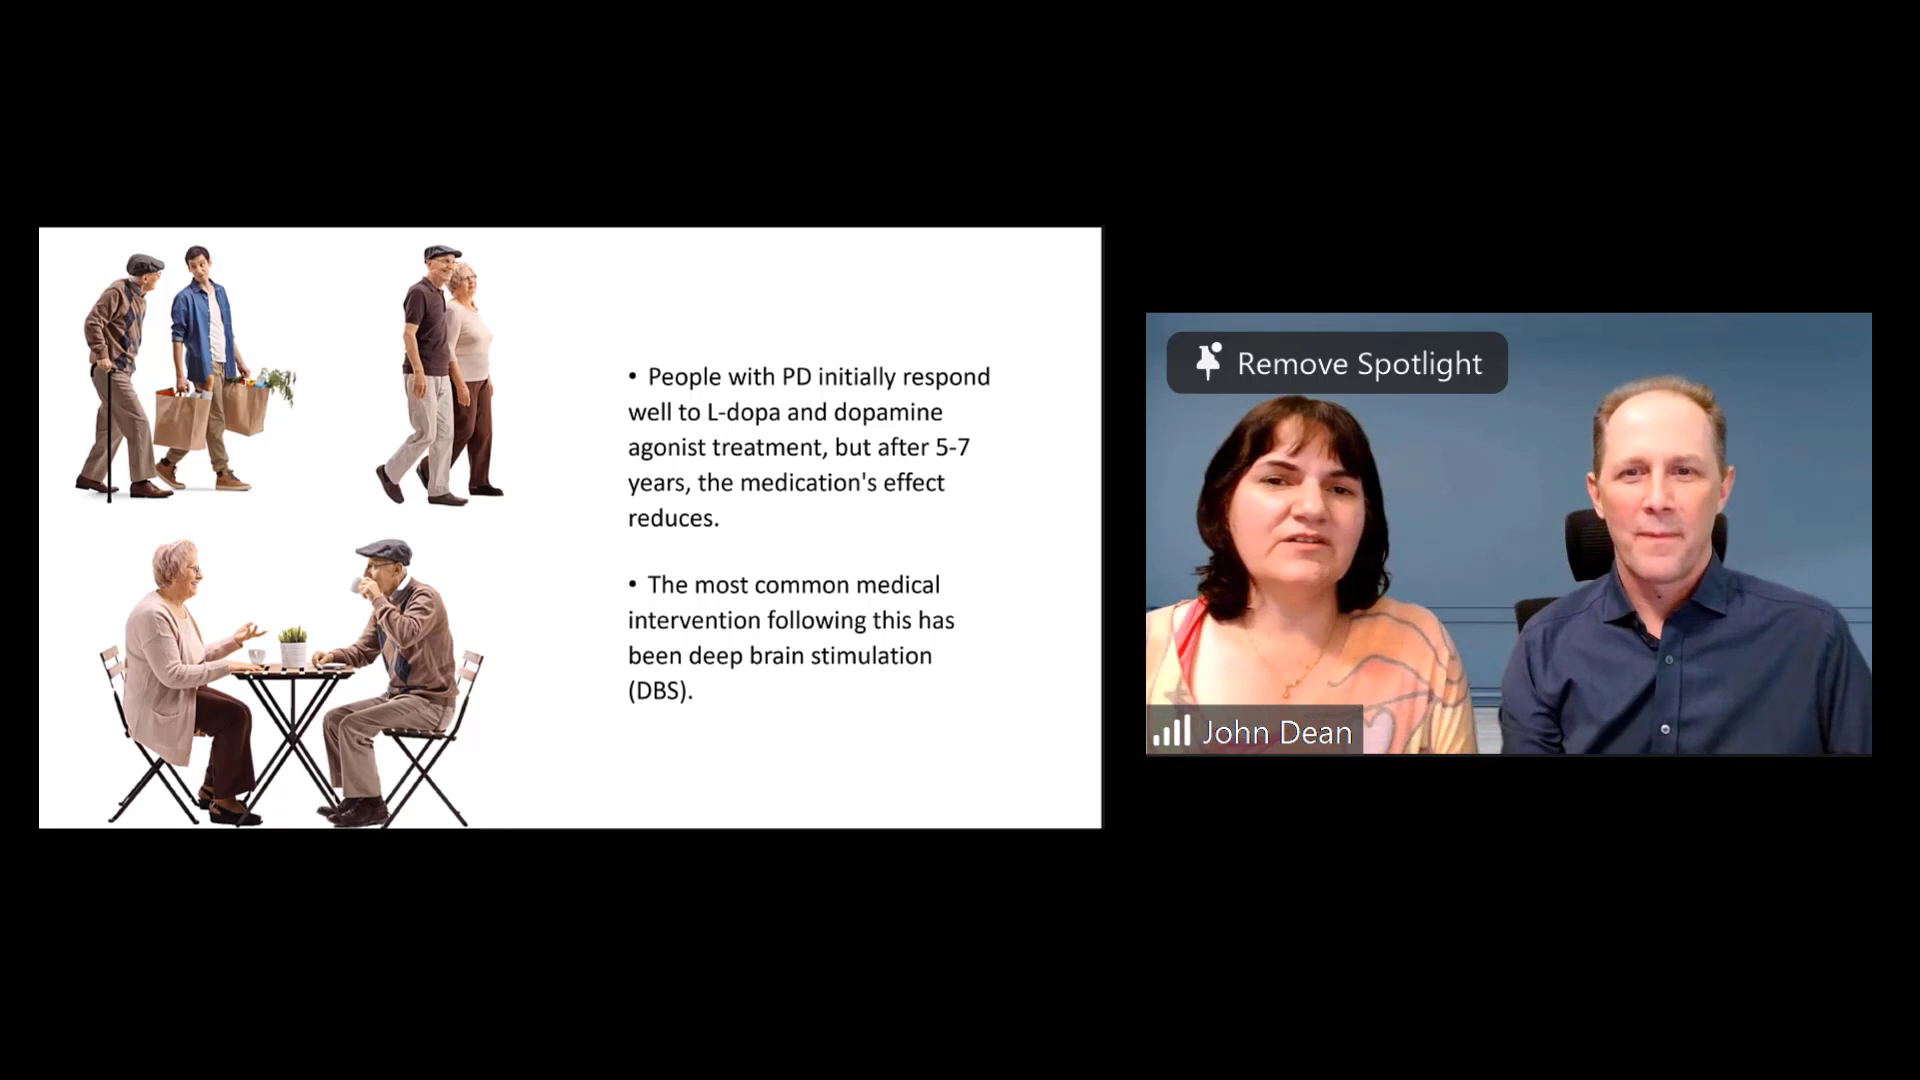 • People with PD initially respond
well to L-dopa and dopamine
agonist treatment, but after 5-7
years, the medication's effect
reduces.
• The most common medical
intervention following this has
been deep brain stimulation
(DBS).
Remove Spotlight
John Dean